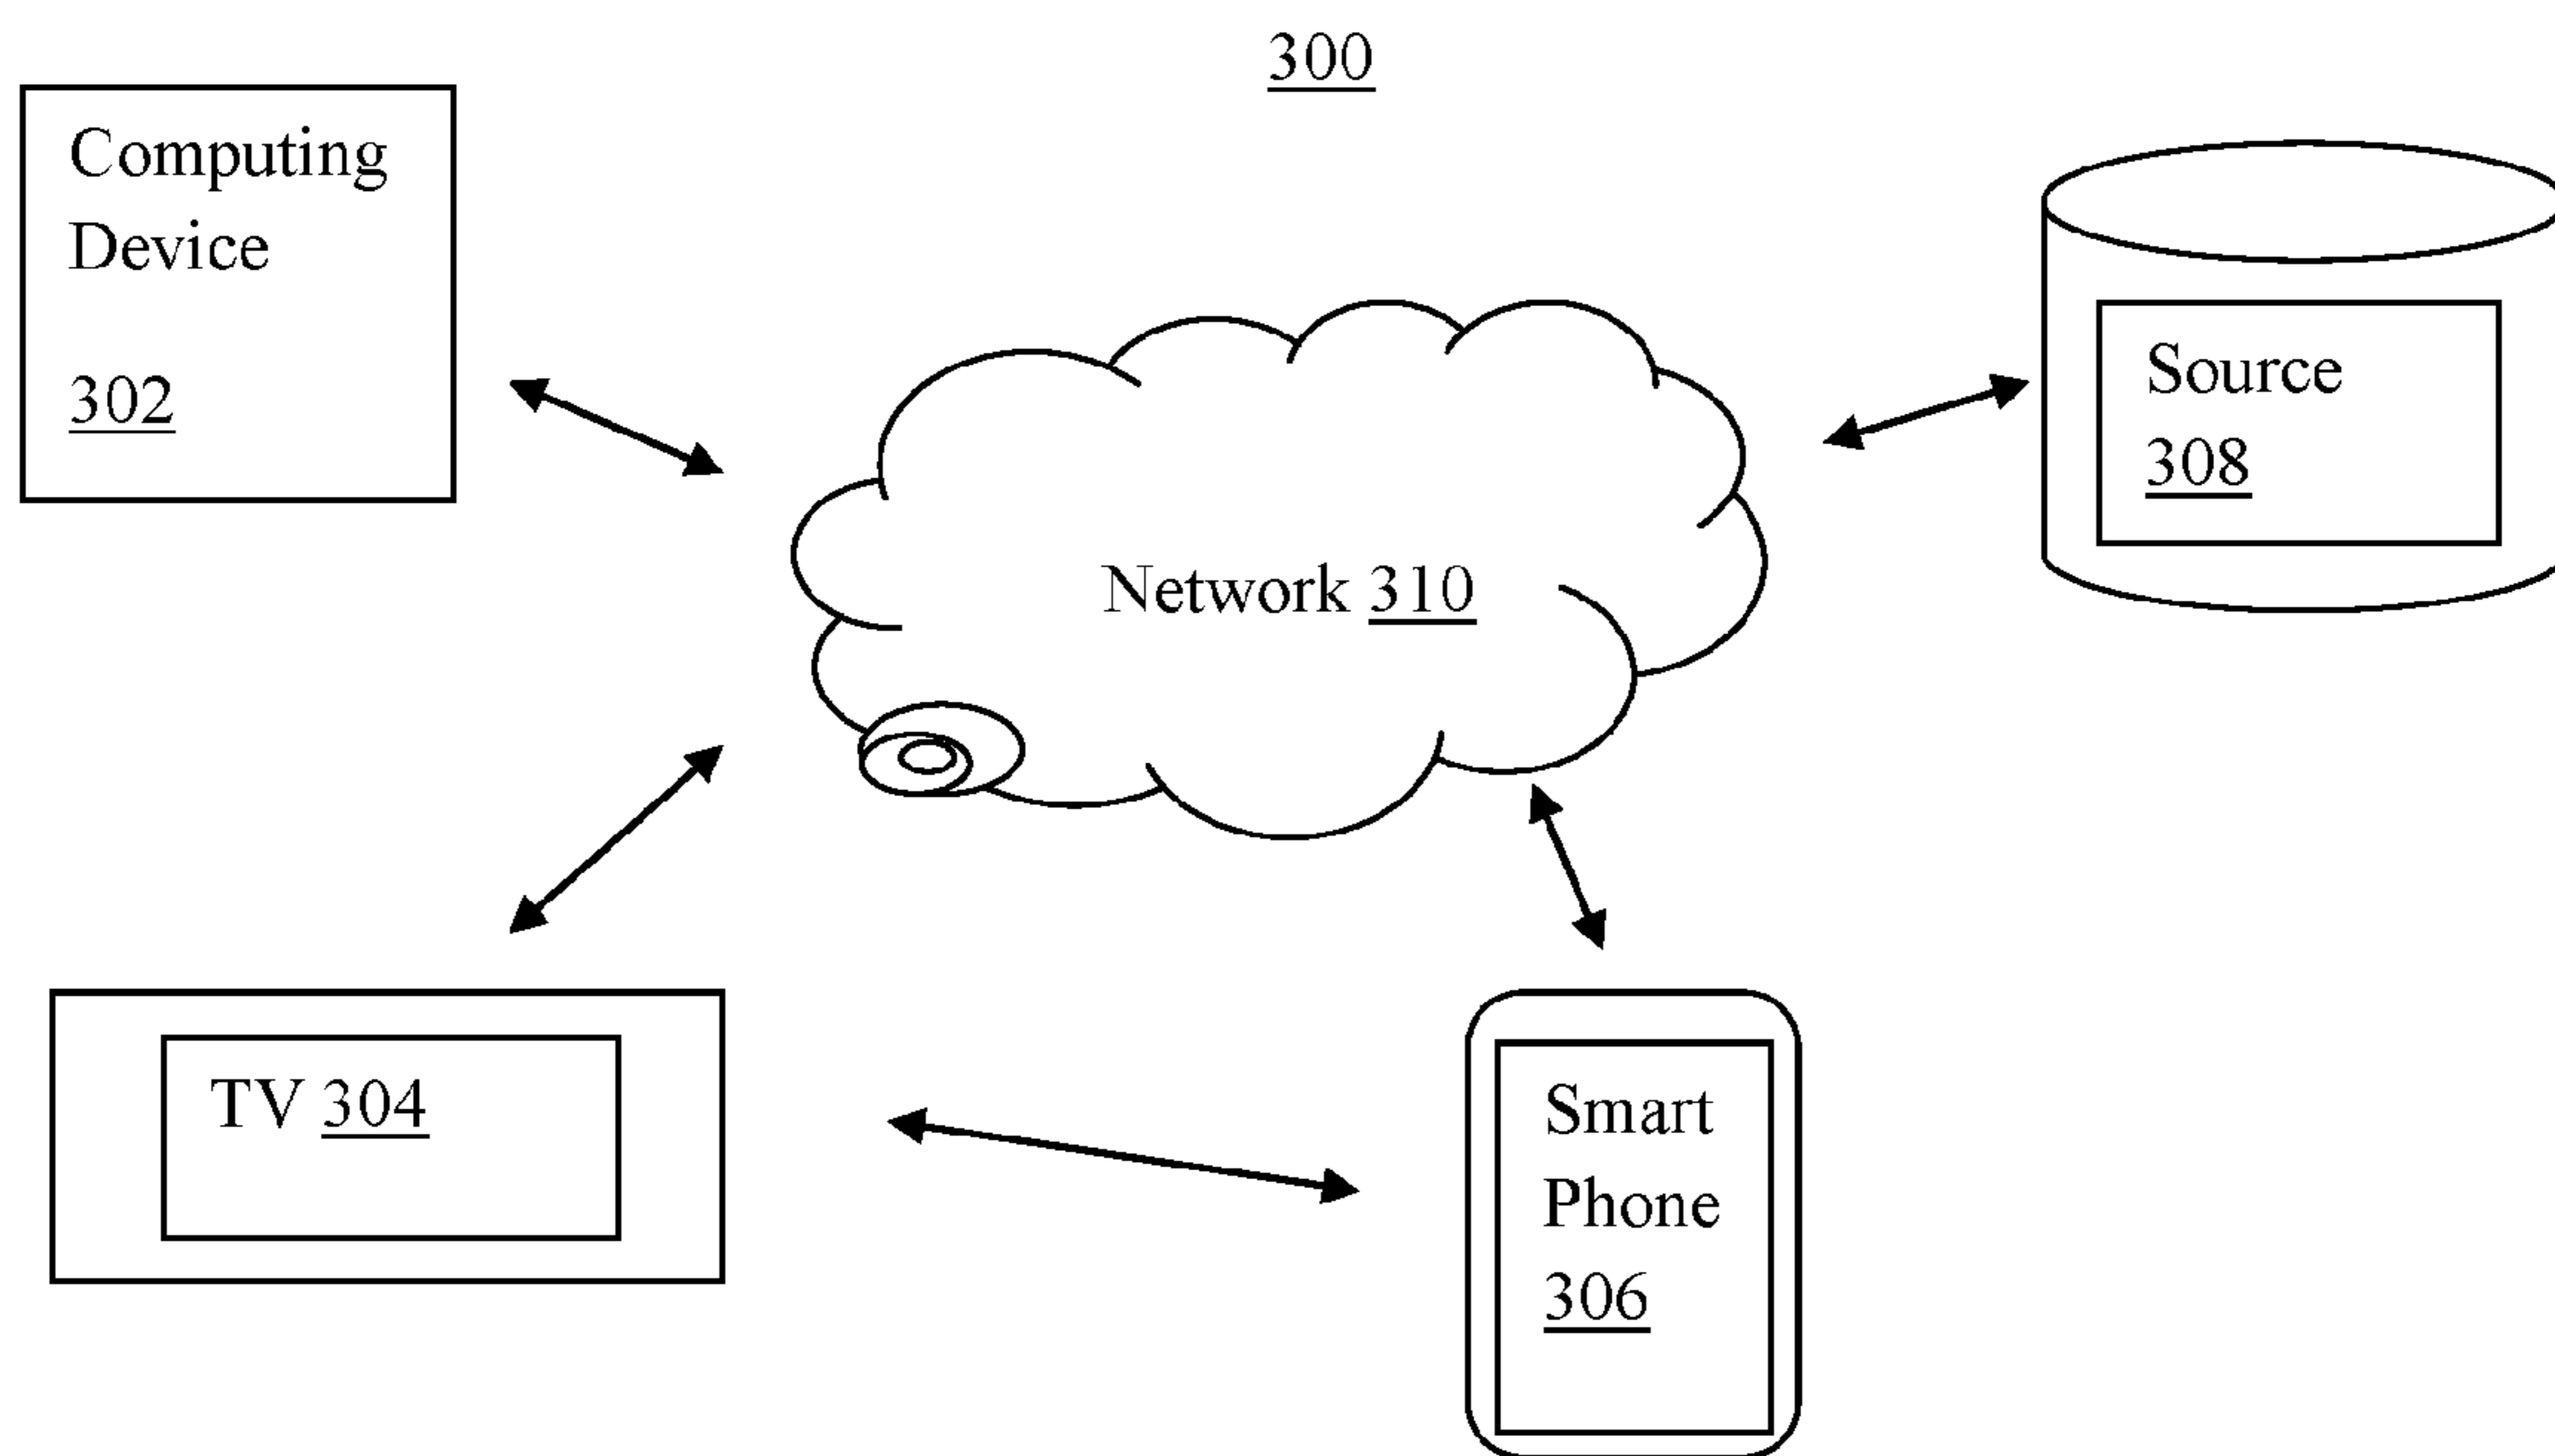 300
Computing
Device
302
Source
308
Network 310
TV 304
Smart
Phone
306